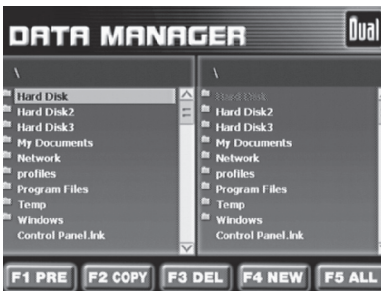 DATA MANAGER
Dual
\
Hard Disk
Hard Disk2
Hard Disk3
My Documents
Network
profiles
Program Files
Temp
Windows
Control Panel.lnk
\
Hard Disk
Hard Disk2
Hard Disk3
My Documents
Network
profiles
Program Files
Temp
Windows
Control Panel.lnk
F1 PRE
F2 COPY
F3 DEL
F4 NEW
F5 ALL